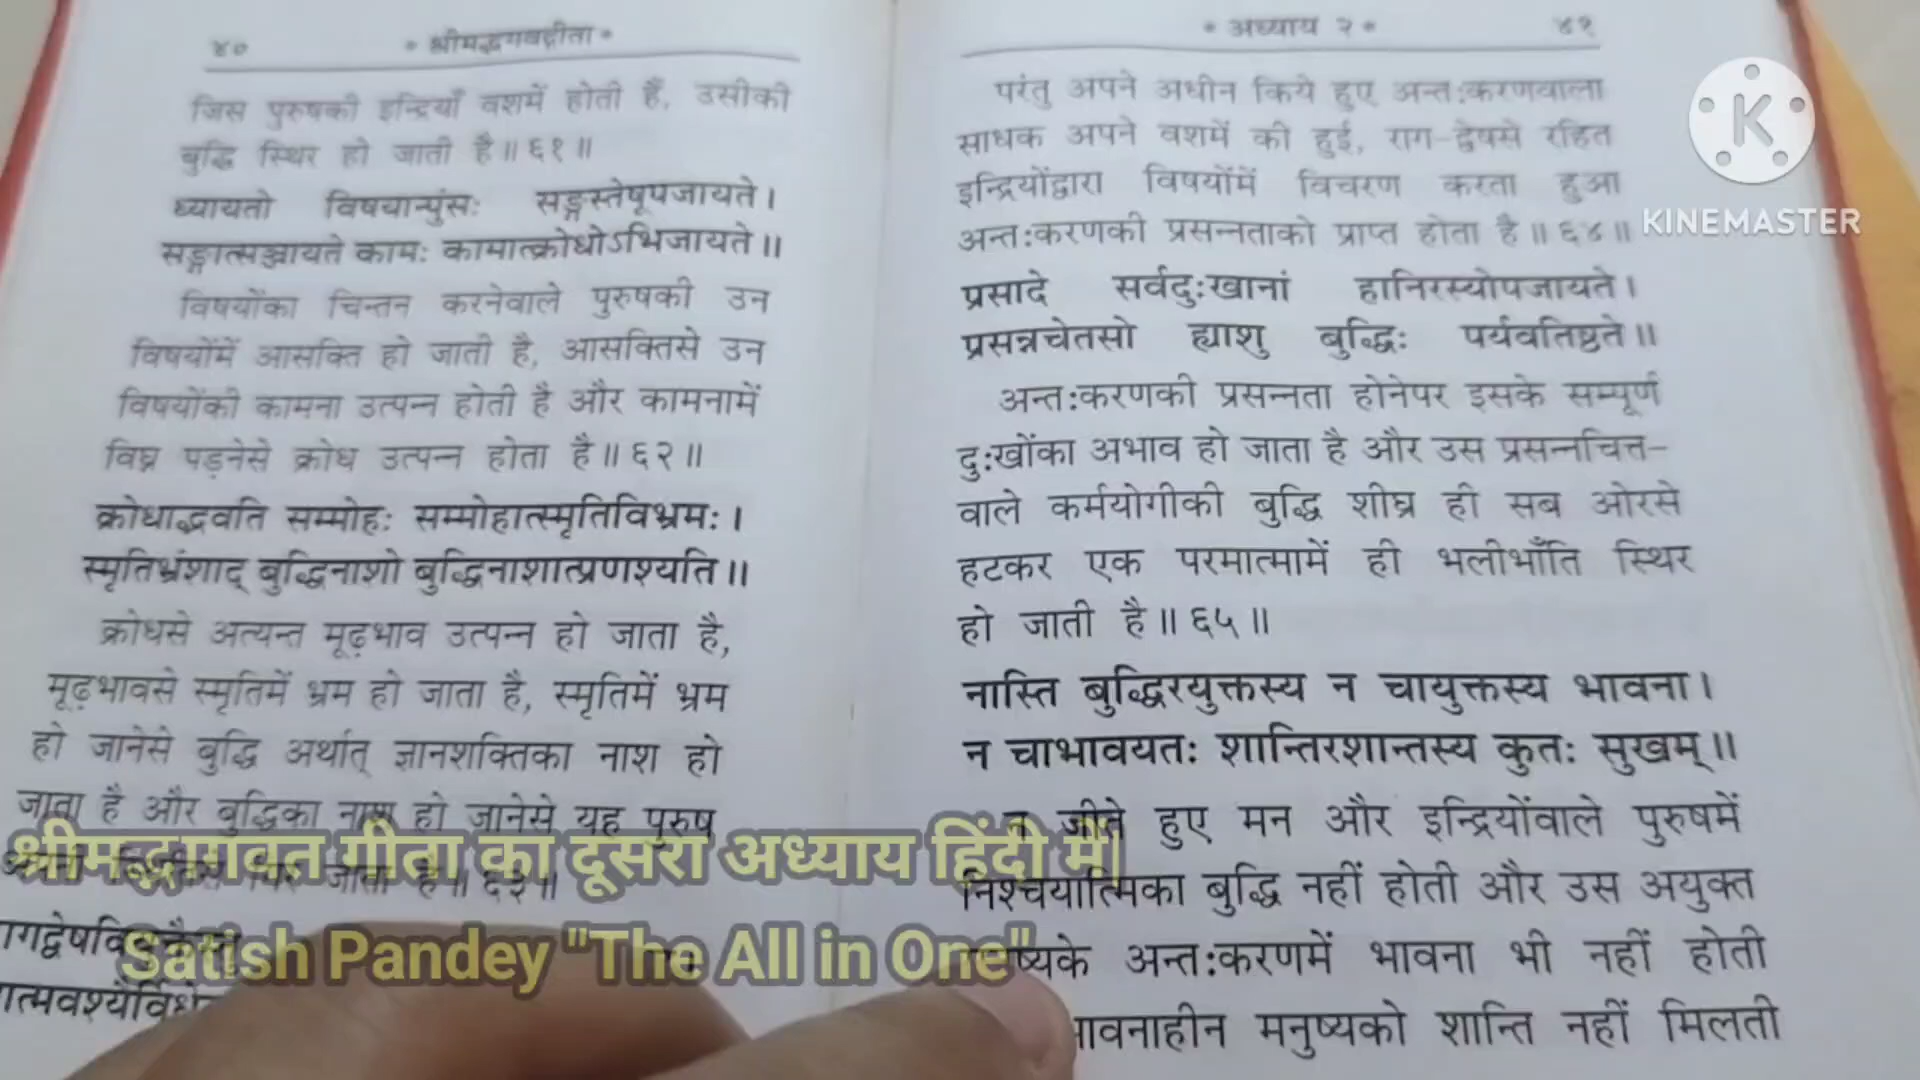 ४०
* श्रीमद्भगवद्गीता *
जिस पुरुषकी इन्द्रियाँ वशमें होती हैं, उसीकी
बुद्धि स्थिर हो जाती है॥६१॥
ध्यायतो विषयान्पुंसः सङ्गस्तेषूपजायते।
सङ्गात्सञ्जायते कामः कामात्क्रोधोऽभिजायते॥
विषयोंका चिन्तन करनेवाले पुरुषकी उन
विषयोंमें आसक्ति हो जाती है, आसक्तिसे उन
विषयोंकी कामना उत्पन्न होती है और कामनामें
विघ्न पड़नेसे क्रोध उत्पन्न होता है॥६२॥
क्रोधाद्भवति सम्मोहः सम्मोहात्स्मृतिविभ्रमः।
स्मृतिभ्रंशाद् बुद्धिनाशो बुद्धिनाशात्प्रणश्यति॥
क्रोधसे अत्यन्त मूढ़भाव उत्पन्न हो जाता है,
मूढ़भावसे स्मृतिमें भ्रम हो जाता है, स्मृतिमें भ्रम
हो जानेसे बुद्धि अर्थात् ज्ञानशक्तिका नाश हो
जाता है और बुद्धिका नाश हो जानेसे यह पुरुष
जाता है॥६३॥
* अध्याय २ *
४१
परंतु अपने अधीन किये हुए अन्तःकरणवाला
साधक अपने वशमें की हुई, राग-द्वेषसे रहित
इन्द्रियोंद्वारा विषयोंमें विचरण करता हुआ
अन्तःकरणकी प्रसन्नताको प्राप्त होता है॥६४॥
प्रसादे सर्वदुःखानां हानिरस्योपजायते।
प्रसन्नचेतसो ह्याशु बुद्धिः पर्यवतिष्ठते॥
अन्तःकरणकी प्रसन्नता होनेपर इसके सम्पूर्ण
दुःखोंका अभाव हो जाता है और उस प्रसन्नचित्त-
वाले कर्मयोगीकी बुद्धि शीघ्र ही सब ओरसे
हटकर एक परमात्मामें ही भलीभाँति स्थिर
हो जाती है॥६५॥
नास्ति बुद्धिरयुक्तस्य न चायुक्तस्य भावना।
न चाभावयतः शान्तिरशान्तस्य कुतः सुखम्॥
न जीते हुए मन और इन्द्रियोंवाले पुरुषमें
निश्चयात्मिका बुद्धि नहीं होती और उस अयुक्त
अन्तःकरणमें भावना भी नहीं होती
मनुष्यको शान्ति नहीं मिलती
KINEMASTER
श्रीमद्भागवत गीता का दूसरा अध्याय हिंदी में|
Satish Pandey "The All in One"